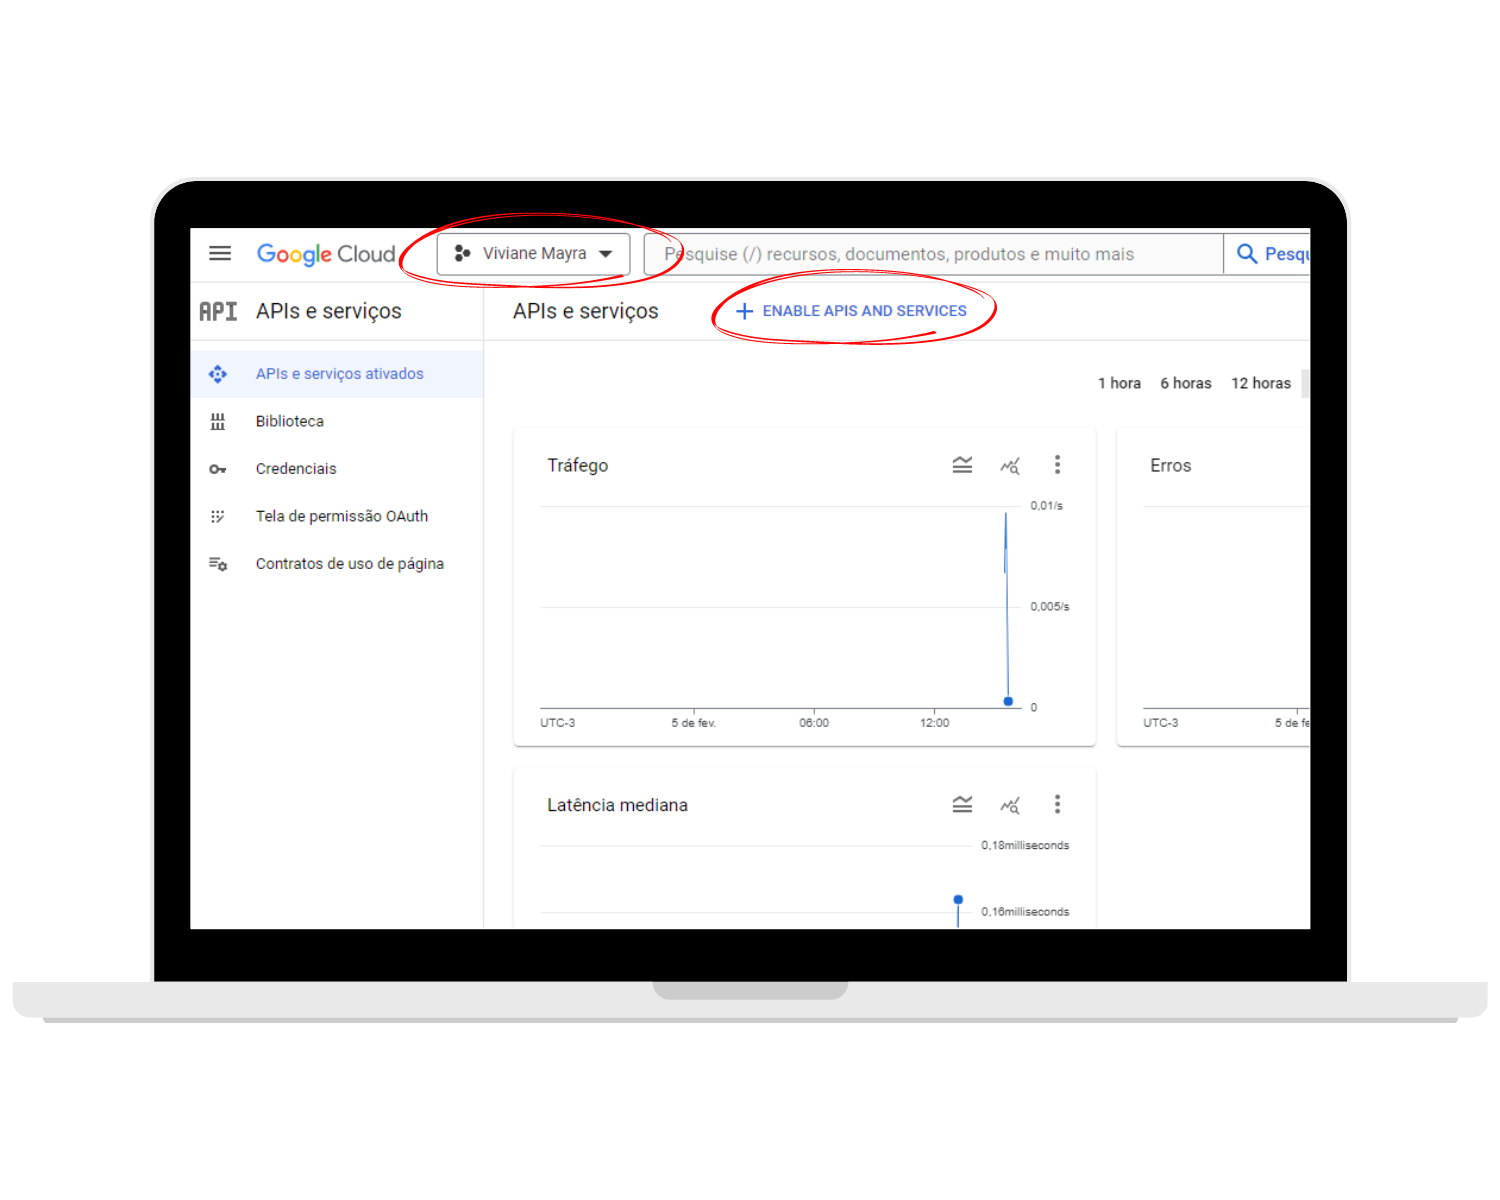 Google Cloud
Viviane Mayra
Pesquise (/) recursos, documentos, produtos e muito mais
Pesqu
API
APIs e serviços
APIs e serviços
ENABLE APIS AND SERVICES
APIs e serviços ativados
Biblioteca
Credenciais
Tela de permissão OAuth
Contratos de uso de página
1 hora 6 horas 12 horas
Tráfego
0,01/s
0,005/s
0
UTC-3 5 de fev. 06:00 12:00
Erros
UTC-3 5 de fe
Latência mediana
0,18milliseconds
0,16milliseconds